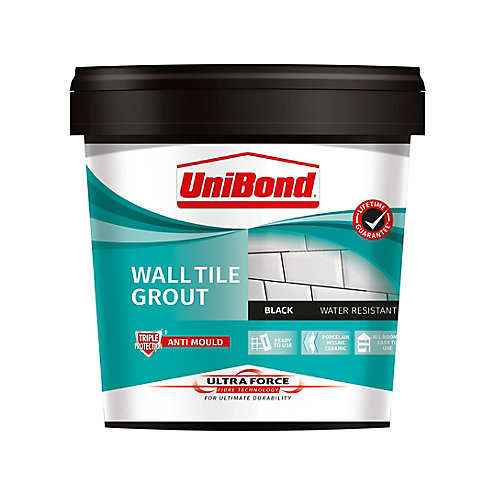 UniBond
LIFETIME
GUARANTEE*
WALL TILE
GROUT
BLACK
WATER RESISTANT
TRIPLE
PROTECTION
ANTI MOULD
READY
TO USE
PORCELAIN
MOSAIC
CERAMIC
ALL ROOM
EASY TO
USE
ULTRA FORCE
FIBRE TECHNOLOGY
FOR ULTIMATE DURABILITY